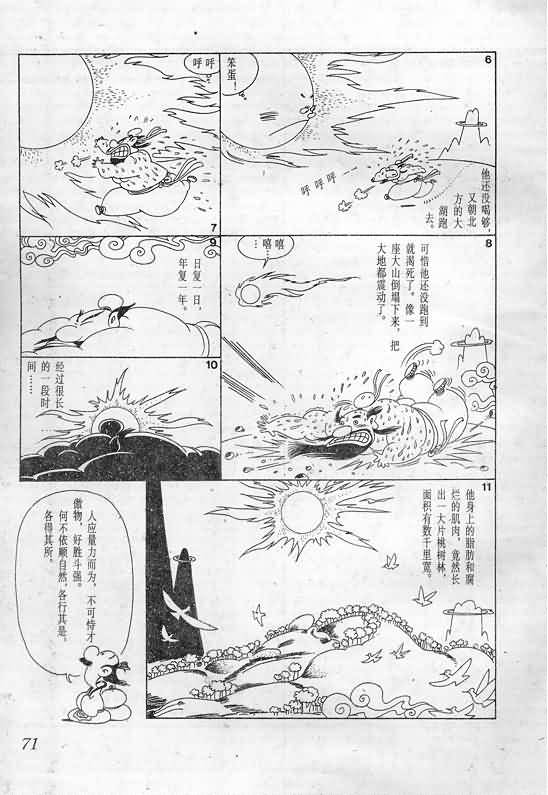 6
笨蛋！
呼呼呼…
他还没喝够，
又朝北
方的大
湖跑
去。
7
呼呼
8
可惜他还没跑到
就渴死了。像一
座大山倒塌下来，把
大地都震动了。
嘻嘻
……
9
日复一日，
年复一年。
10
经过很长
的一段时
间……
11
他身上的脂肪和腐
烂的肌肉，竟然长
出一大片桃树林，
面积有数千里宽。
人应量力而为，不可恃才
傲物，好胜斗强。
何不依顺自然，各行其是，
各得其所。
71